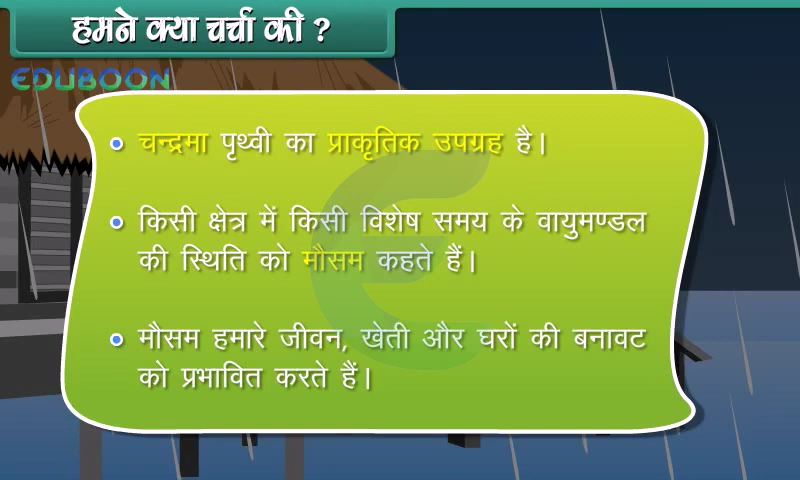 हमने क्या चर्चा की ?
EDUBOON
चन्द्रमा पृथ्वी का प्राकृतिक उपग्रह है।
किसी क्षेत्र में किसी विशेष समय के वायुमण्डल
की स्थिति को मौसम कहते हैं।
मौसम हमारे जीवन, खेती और घरों की बनावट
को प्रभावित करते हैं।